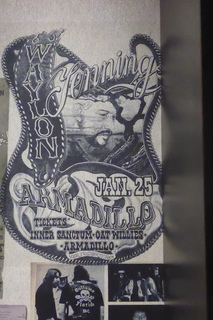 WAYLON
Jennings
JAN. 25
ARMADILLO
TICKETS
INNER SANCTUM·OAT WILLIES·
·ARMADILLO·